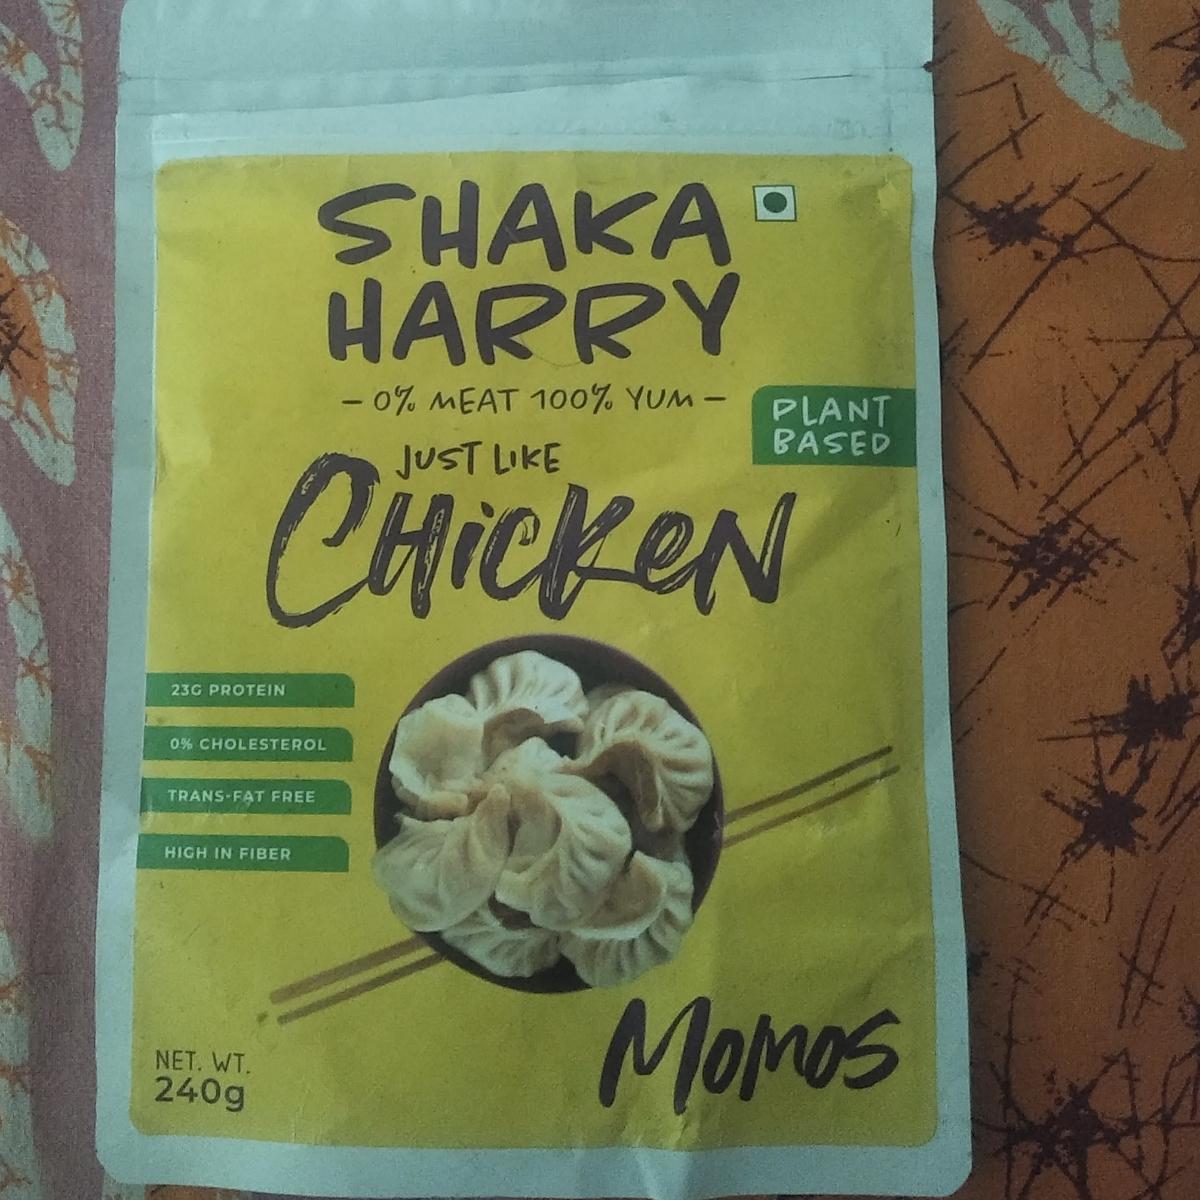 SHAKA
HARRY
– 0% MEAT 100% YUM –
PLANT
BASED
JUST LIKE
CHicKeN
23G PROTEIN
0% CHOLESTEROL
TRANS-FAT FREE
HIGH IN FIBER
MoMoS
NET. WT.
240g